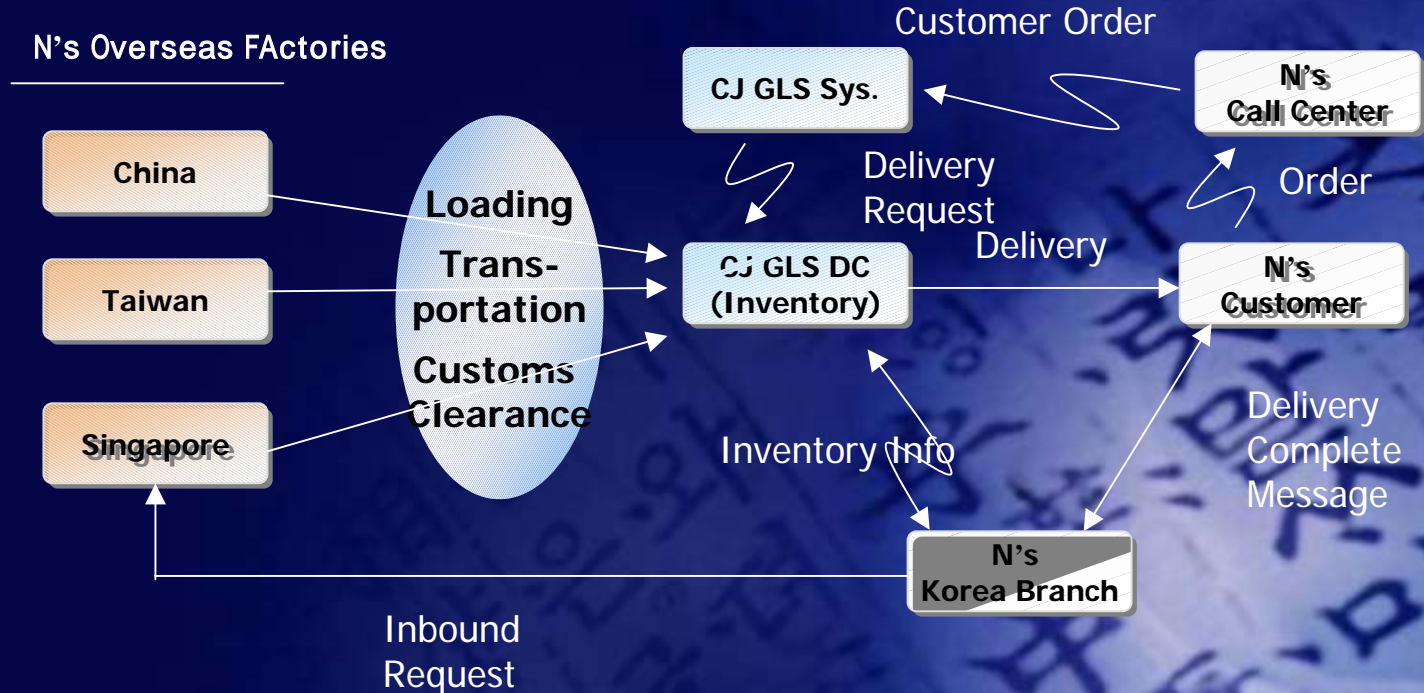 Customer Order
N's Overseas FActories
CJ GLS Sys.
N's
Call Center
China
Delivery
Request
Order
Loading
Trans-
portation
Customs
Clearance
Taiwan
CJ GLS DC
(Inventory)
Delivery
N's
Customer
Singapore
Inventory Info
Delivery
Complete
Message
N's
Korea Branch
Inbound
Request